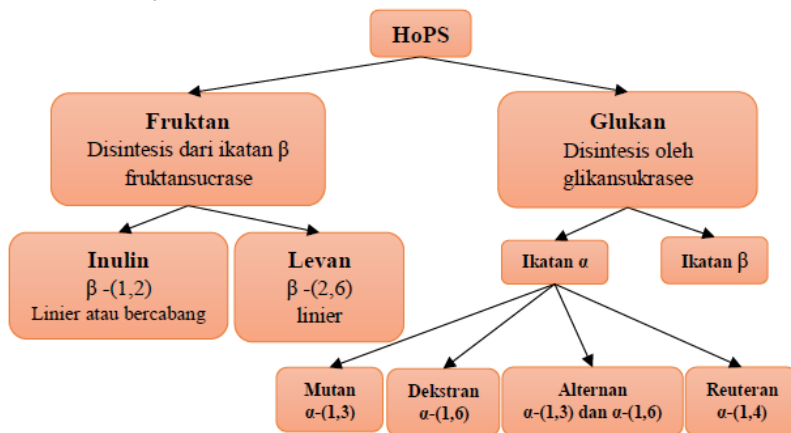 HoPS
Fruktan
Disintesis dari ikatan β
fruktansucrase
Glukan
Disintesis oleh
glikansukrasee
Inulin
β -(1,2)
Linier atau bercabang
Levan
β -(2,6)
linier
Ikatan α
Ikatan β
Mutan
α-(1,3)
Dekstran
α-(1,6)
Alternan
α-(1,3) dan α-(1,6)
Reuteran
α-(1,4)